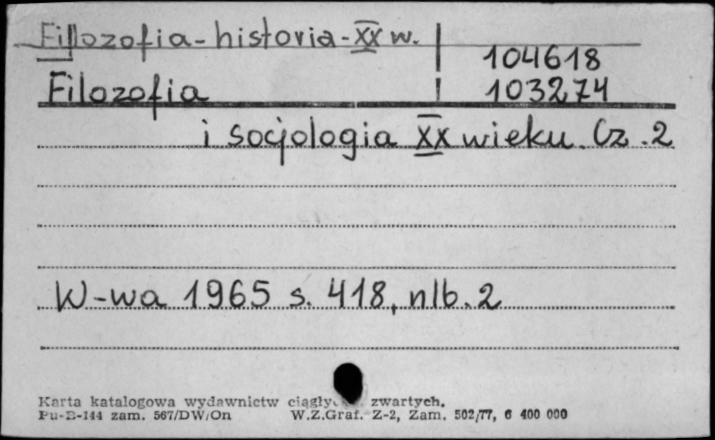 Filozofia - historia - XX w.
104618
Filozofia 103274
i socjologia XX wieku. Cz. 2
W-wa 1965 s. 418, nlb. 2
Karta katalogowa wydawnictw zwartych.
Pu-B-144 zam. 567/DW/On W.Z.Graf. Z-2, Zam. 502/77, 6 400 000